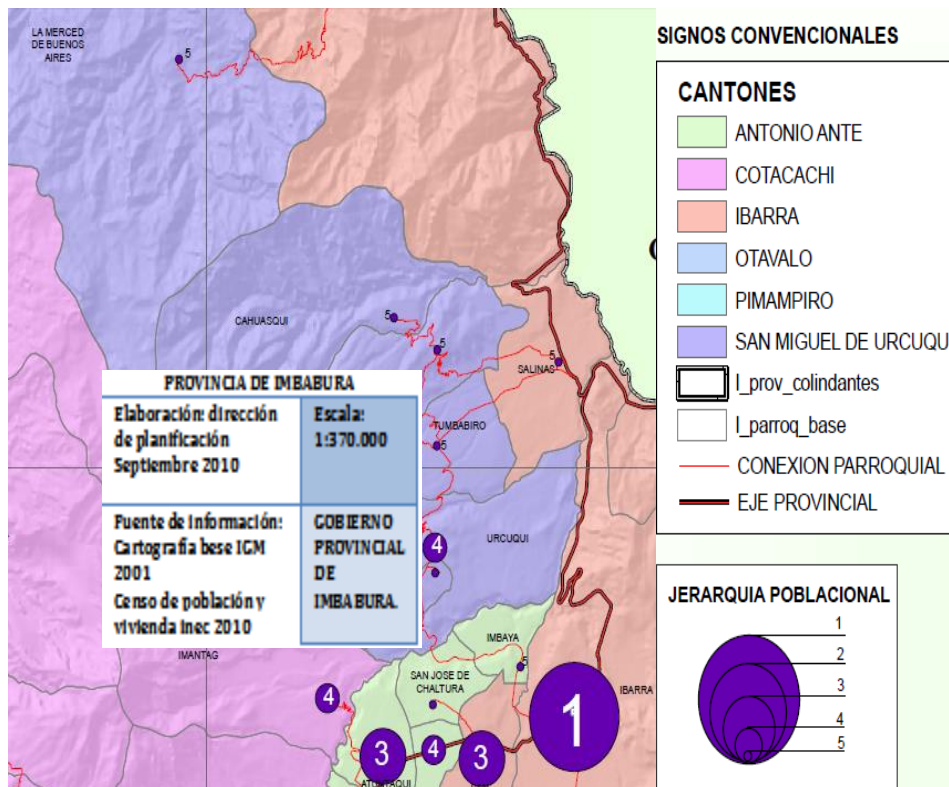 LA MERCED
DE BUENOS
AIRES
5
CAHUASQUI
5
5
5
SALINAS
TUMBABIRO
5
PROVINCIA DE IMBABURA
Elaboración: dirección
de planificación
Septiembre 2010
Escala:
1:370.000
Fuente de Información:
Cartografía base IGM
2001
Censo de población y
vivienda inec 2010
GOBIERNO
PROVINCIAL
DE
IMBABURA.
URCUQUI
4
IMANTAG
IMBAYA
5
SAN JOSE DE
CHALTURA
IBARRA
4
1
3
4
3
SIGNOS CONVENCIONALES
CANTONES
ANTONIO ANTE
COTACACHI
IBARRA
OTAVALO
PIMAMPIRO
SAN MIGUEL DE URCUQU
l_prov_colindantes
l_parroq_base
CONEXION PARROQUIAL
EJE PROVINCIAL
JERARQUIA POBLACIONAL
1
2
3
4
5